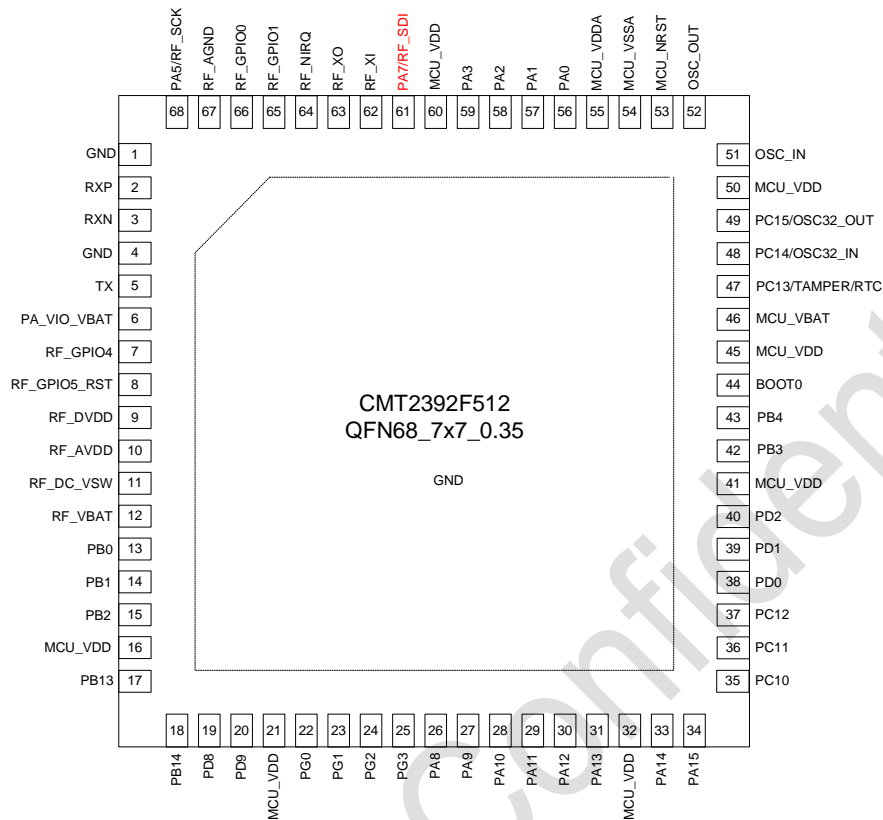 PA5/RF_SCK
RF_AGND
RF_GPIO0
RF_GPIO1
RF_NIRQ
RF_XO
RF_XI
PA7/RF_SDI
MCU_VDD
PA3
PA2
PA1
PA0
MCU_VDDA
MCU_VSSA
MCU_NRST
OSC_OUT
68 67 66 65 64 63 62 61 60 59 58 57 56 55 54 53 52
GND 1
RXP 2
RXN 3
GND 4
TX 5
PA_VIO_VBAT 6
RF_GPIO4 7
RF_GPIO5_RST 8
RF_DVDD 9
RF_AVDD 10
RF_DC_VSW 11
RF_VBAT 12
PB0 13
PB1 14
PB2 15
MCU_VDD 16
PB13 17
CMT2392F512
QFN68_7x7_0.35
GND
51 OSC_IN
50 MCU_VDD
49 PC15/OSC32_OUT
48 PC14/OSC32_IN
47 PC13/TAMPER/RTC
46 MCU_VBAT
45 MCU_VDD
44 BOOT0
43 PB4
42 PB3
41 MCU_VDD
40 PD2
39 PD1
38 PD0
37 PC12
36 PC11
35 PC10
18 19 20 21 22 23 24 25 26 27 28 29 30 31 32 33 34
PB14
PD8
PD9
MCU_VDD
PG0
PG1
PG2
PG3
PA8
PA9
PA10
PA11
PA12
PA13
MCU_VDD
PA14
PA15
Confident